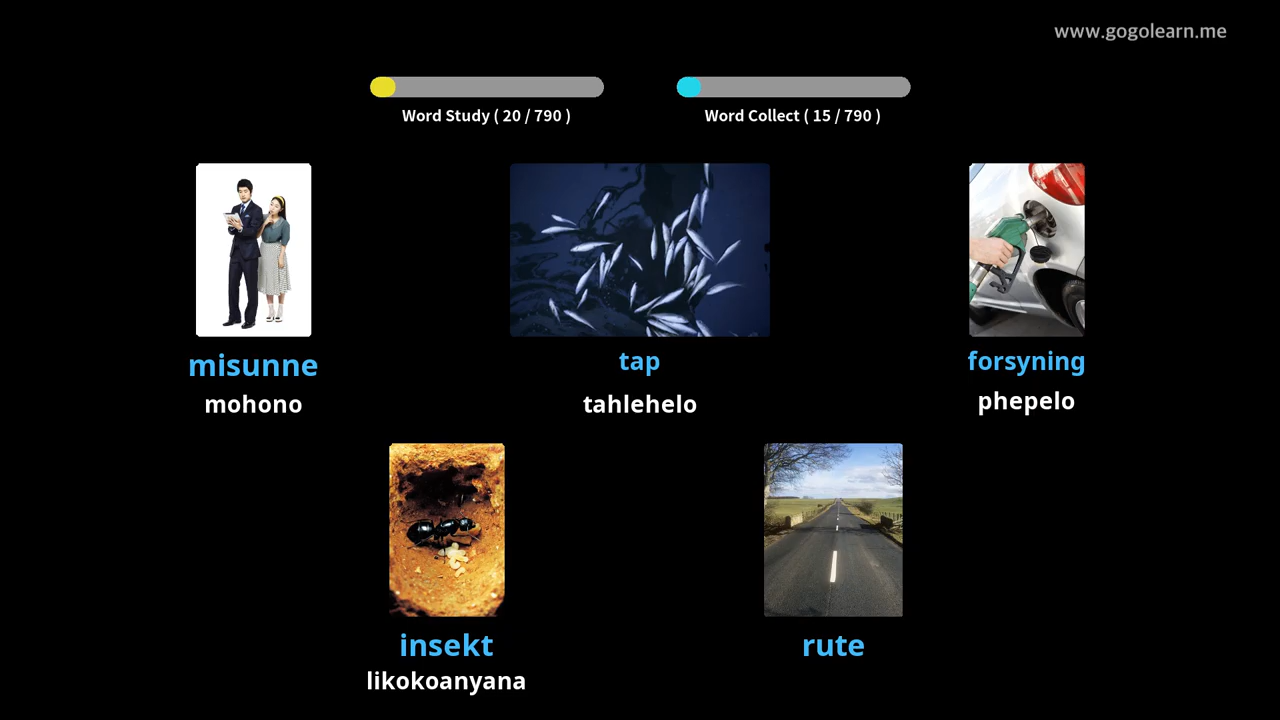 www.gogolearn.me
Word Study ( 20 / 790 )
Word Collect ( 15 / 790 )
misunne
mohono
tap
tahlehelo
forsyning
phepelo
insekt
likokoanyana
rute